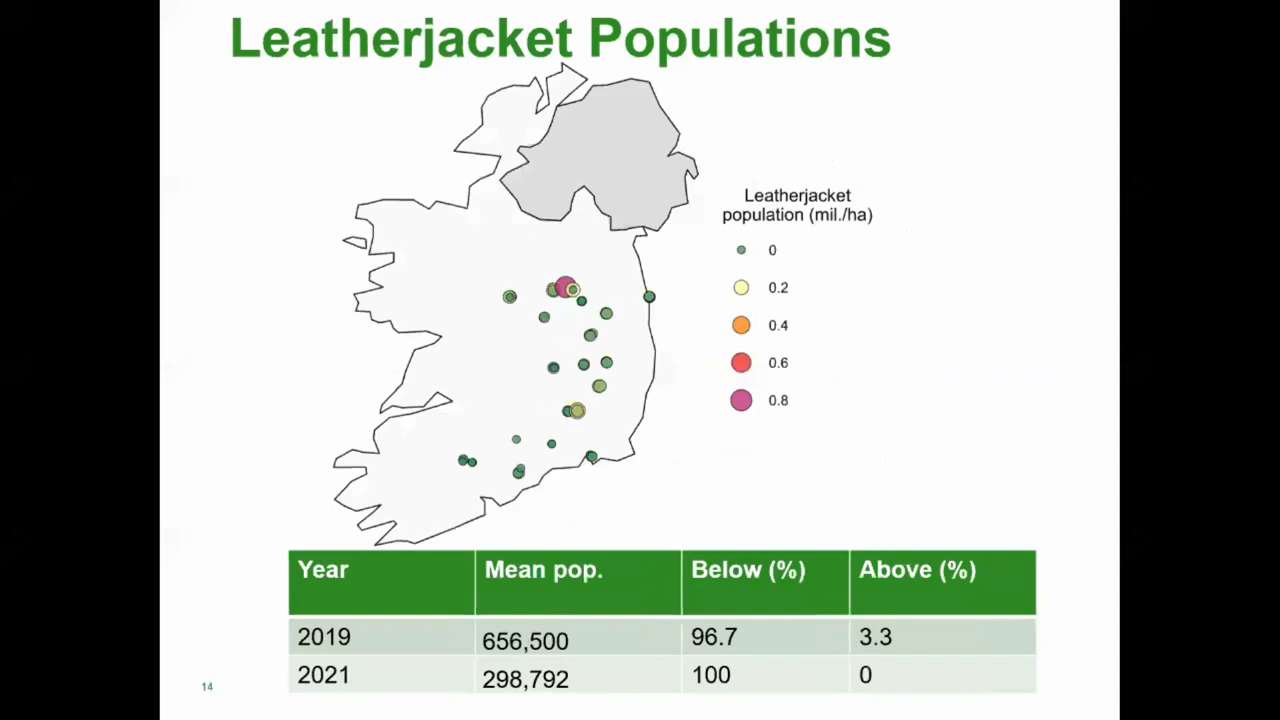 Leatherjacket Populations
Leatherjacket
population (mil./ha)
0
0.2
0.4
0.6
0.8
Year Mean pop. Below (%) Above (%)
2019 656,500 96.7 3.3
2021 298,792 100 0
14